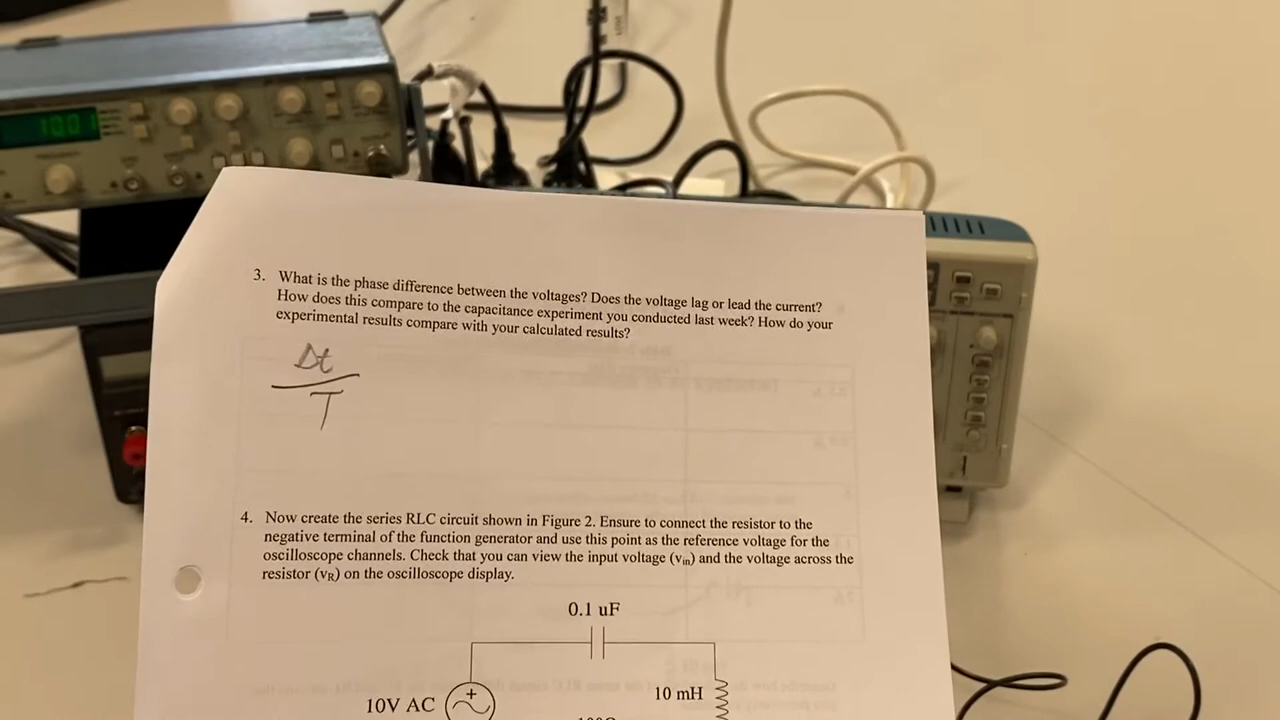 10.01
3. What is the phase difference between the voltages? Does the voltage lag or lead the current?
How does this compare to the capacitance experiment you conducted last week? How do your
experimental results compare with your calculated results?
Δt
T
4. Now create the series RLC circuit shown in Figure 2. Ensure to connect the resistor to the
negative terminal of the function generator and use this point as the reference voltage for the
oscilloscope channels. Check that you can view the input voltage (vin) and the voltage across the
resistor (vR) on the oscilloscope display.
0.1 uF
10V AC
+
10 mH